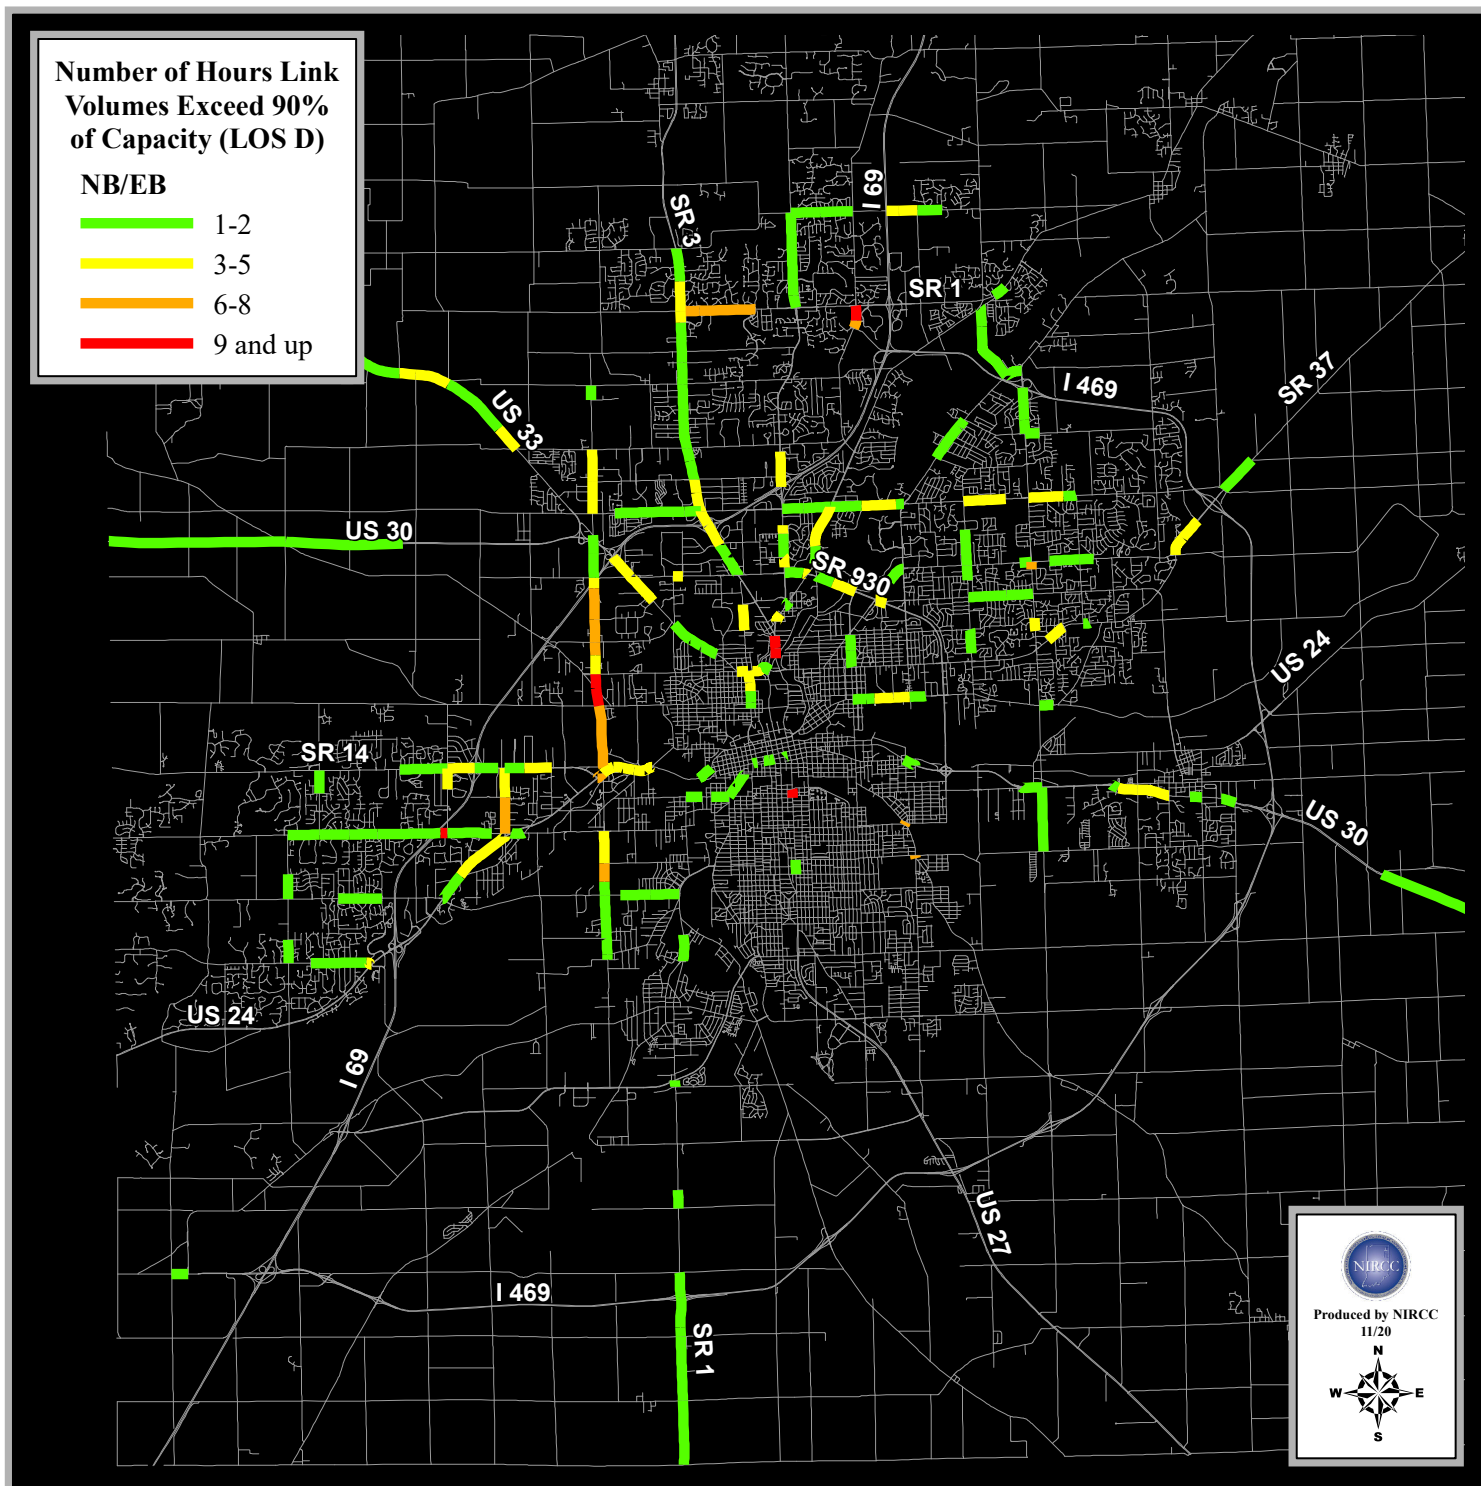 Number of Hours Link
Volumes Exceed 90%
of Capacity (LOS D)
NB/EB
1-2
3-5
6-8
9 and up
SR 3
I 69
SR 1
I 469
SR 37
US 33
US 30
SR 930
US 24
SR 14
US 30
US 24
I 69
US 27
I 469
SR 1
NIRCC
Produced by NIRCC
11/20
N
W
E
S